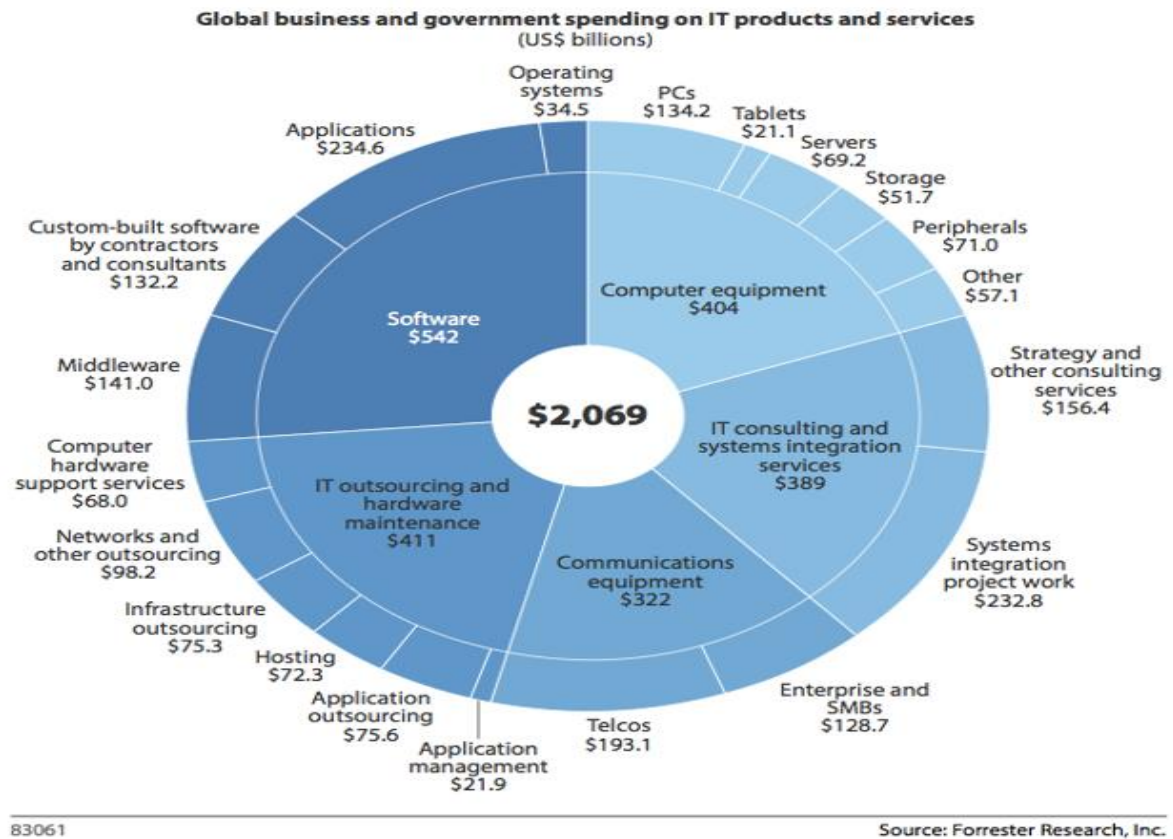 Global business and government spending on IT products and services
(US$ billions)
Operating
systems
$34.5
PCs
$134.2
Tablets
$21.1
Servers
$69.2
Storage
$51.7
Peripherals
$71.0
Other
$57.1
Applications
$234.6
Custom-built software
by contractors
and consultants
$132.2
Middleware
$141.0
Software
$542
Computer equipment
$404
$2,069
Strategy and
other consulting
services
$156.4
IT consulting and
systems integration
services
$389
Systems
integration
project work
$232.8
Computer
hardware
support services
$68.0
IT outsourcing and
hardware
maintenance
$411
Communications
equipment
$322
Networks and
other outsourcing
$98.2
Infrastructure
outsourcing
$75.3
Hosting
$72.3
Application
outsourcing
$75.6
Application
management
$21.9
Telcos
$193.1
Enterprise and
SMBs
$128.7
83061
Source: Forrester Research, Inc.